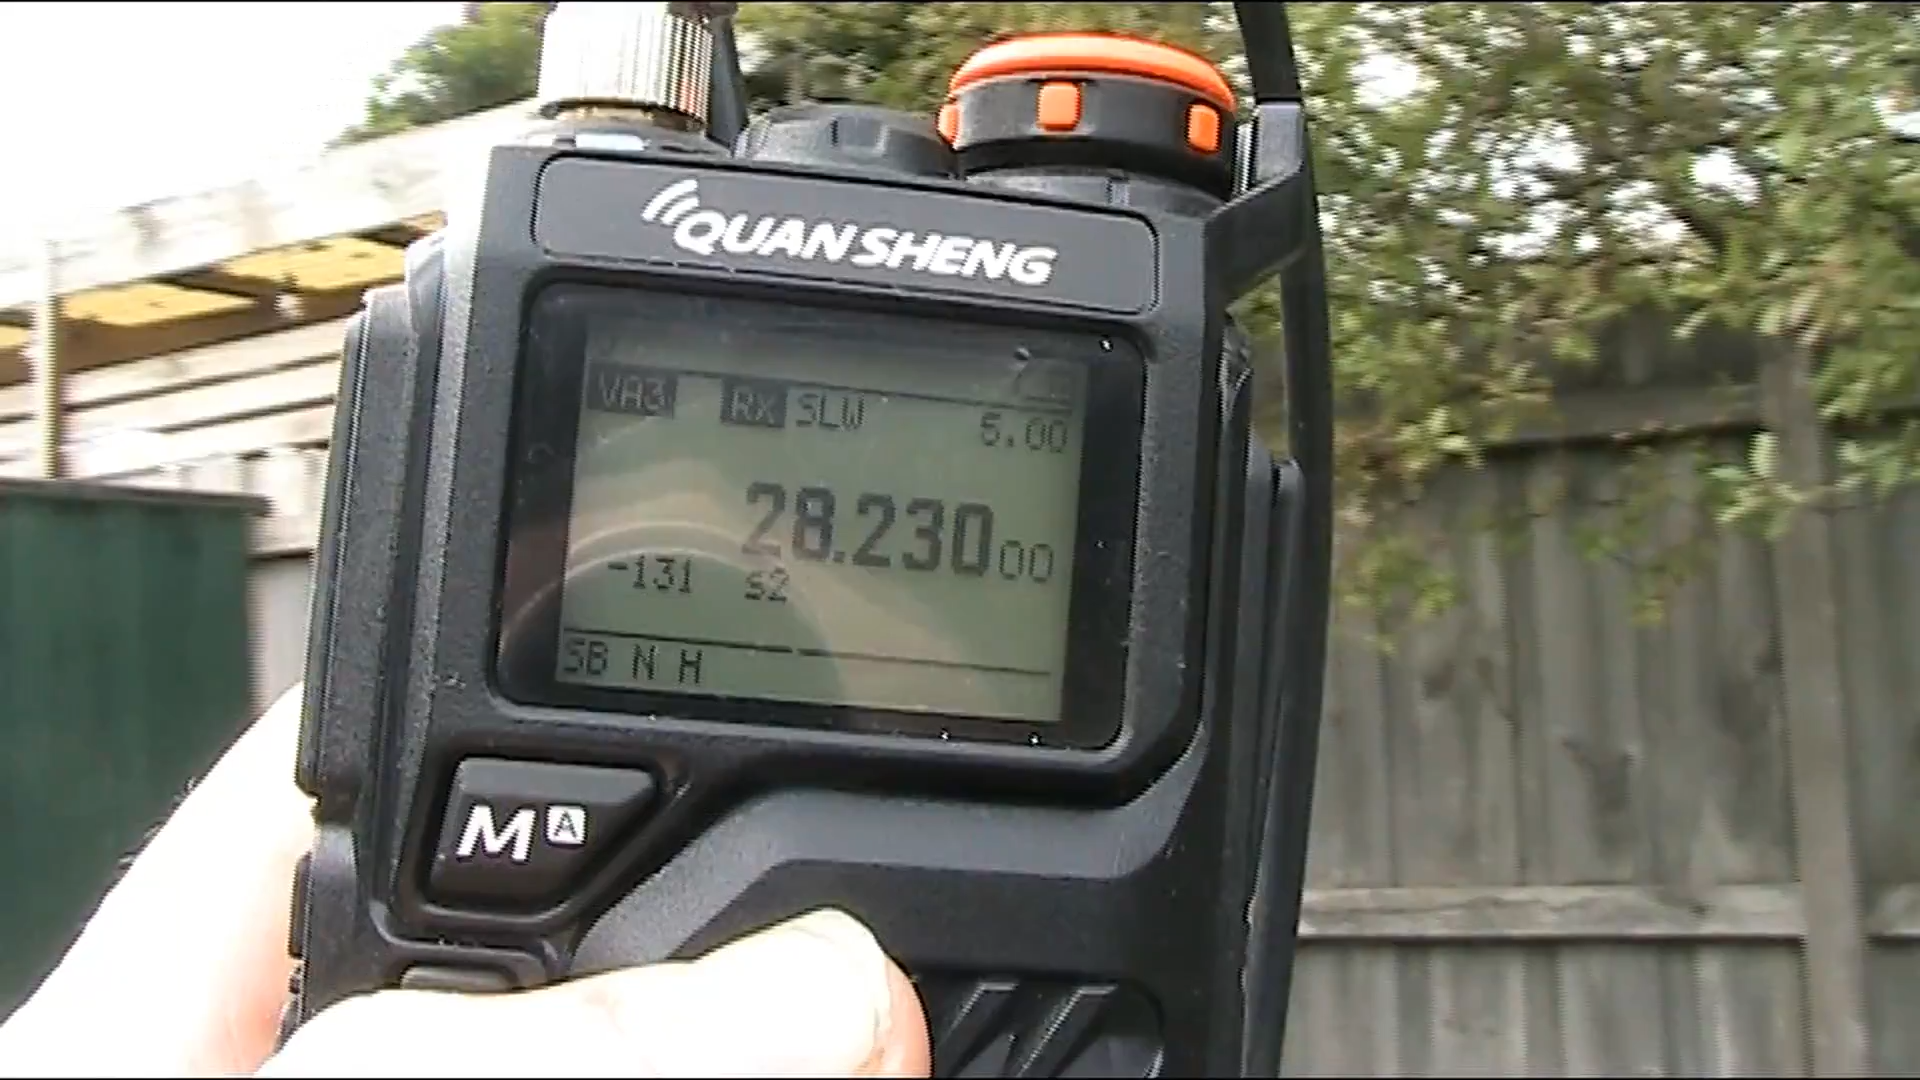 QUANSHENG
VA3 RX SLW 5.00
28.23000
-131 S2
SB N H
M A